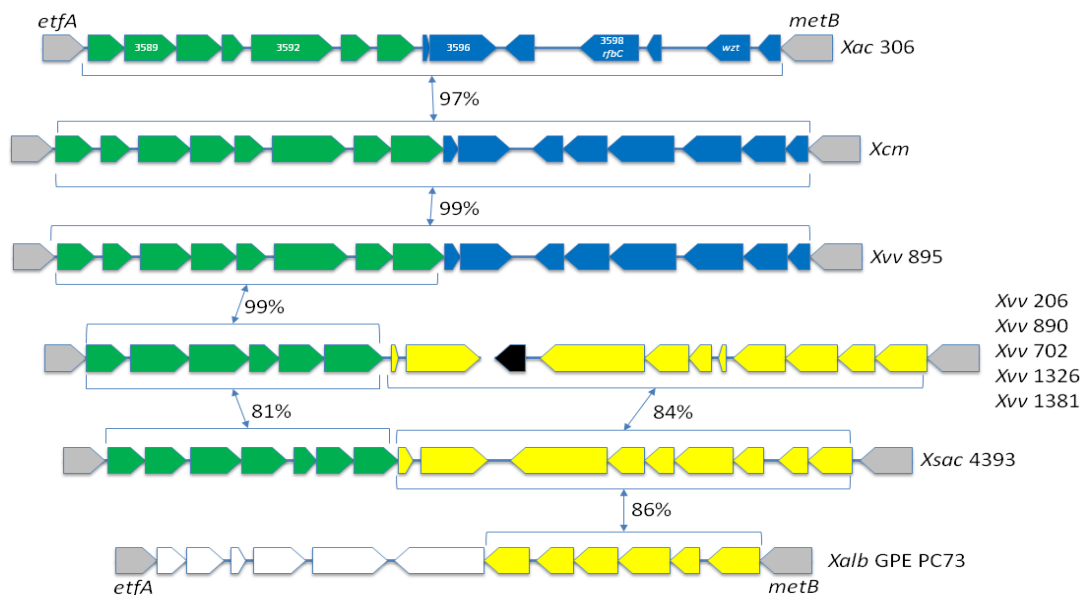 etfA metB
3589 3592 3596 3598 rfbC wzt Xac 306
97%
Xcm
99%
Xvv 895
99%
Xvv 206
Xvv 890
Xvv 702
Xvv 1326
Xvv 1381
81% 84%
Xsac 4393
86%
Xalb GPE PC73
etfA metB